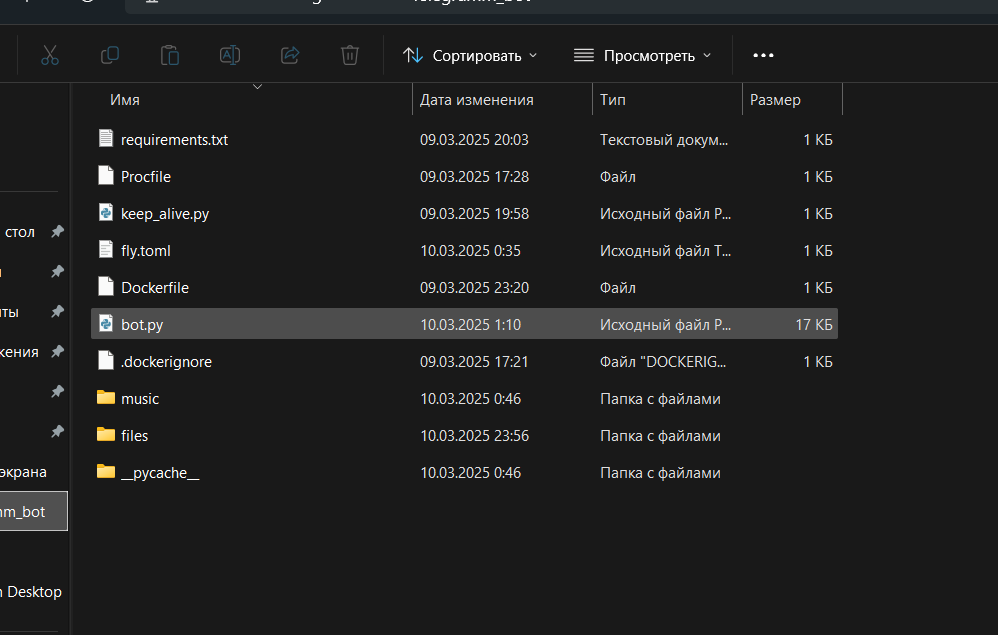 Telegramm_bot
Сортировать Просмотреть
Имя Дата изменения Тип Размер
requirements.txt 09.03.2025 20:03 Текстовый докум... 1 КБ
Procfile 09.03.2025 17:28 Файл 1 КБ
keep_alive.py 09.03.2025 19:58 Исходный файл P... 1 КБ
стол
fly.toml 10.03.2025 0:35 Исходный файл T... 1 КБ
Dockerfile 09.03.2025 23:20 Файл 1 КБ
ты
bot.py 10.03.2025 1:10 Исходный файл P... 17 КБ
жения
.dockerignore 09.03.2025 17:21 Файл "DOCKERIG... 1 КБ
music 10.03.2025 0:46 Папка с файлами
files 10.03.2025 23:56 Папка с файлами
экрана
__pycache__ 10.03.2025 0:46 Папка с файлами
m_bot
Desktop